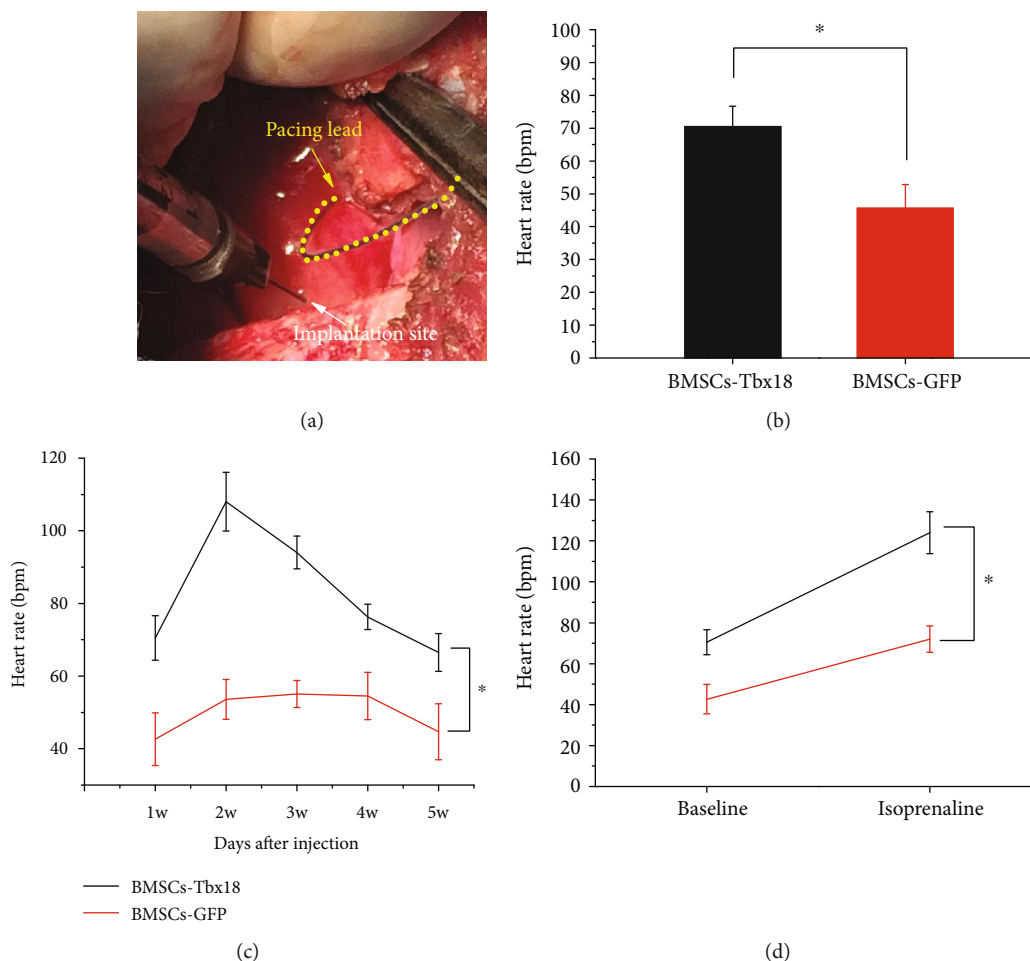 Pacing lead
Implantation site
(a)
Heart rate (bpm)
100
90
80
70
60
50
40
30
20
10
0
*
BMSCs-Tbx18
BMSCs-GFP
(b)
Heart rate (bpm)
120
100
80
60
40
*
1w 2w 3w 4w 5w
Days after injection
BMSCs-Tbx18
BMSCs-GFP
(c)
Heart rate (bpm)
160
140
120
100
80
60
40
20
0
*
Baseline
Isoprenaline
(d)